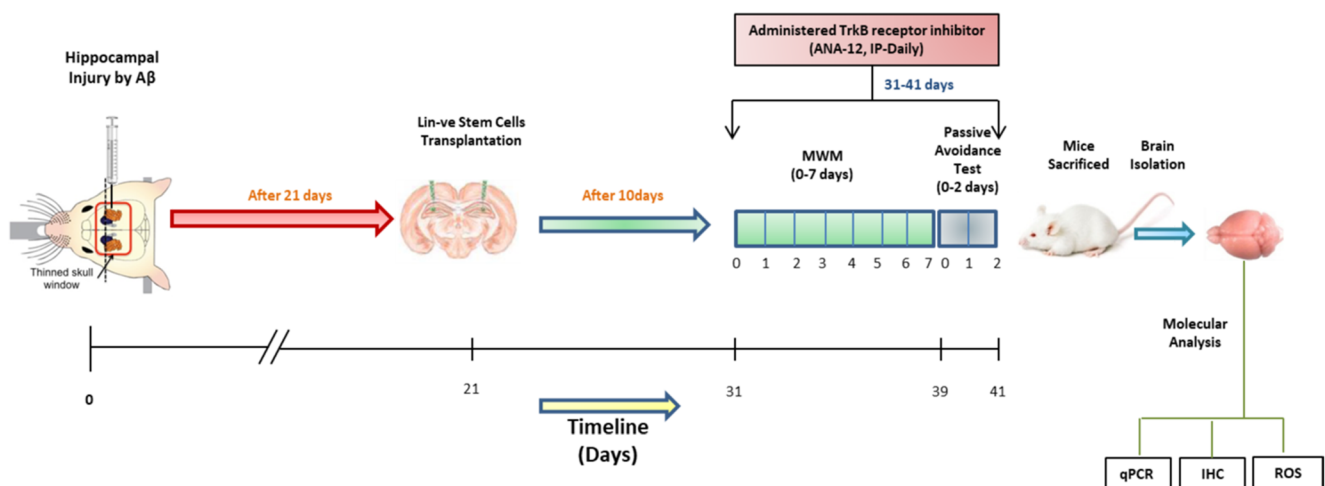 Hippocampal
Injury by Aβ
Thinned skull
window
After 21 days
Lin-ve Stem Cells
Transplantation
After 10days
Administered TrkB receptor inhibitor
(ANA-12, IP-Daily)
31-41 days
MWM
(0-7 days)
Passive
Avoidance
Test
(0-2 days)
0 1 2 3 4 5 6 7 0 1 2
Mice
Sacrificed
Brain
Isolation
Molecular
Analysis
qPCR IHC ROS
0 21 31 39 41
Timeline
(Days)